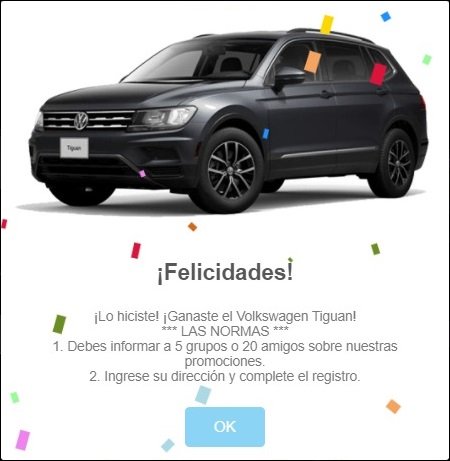 Tiguan
¡Felicidades!
¡Lo hiciste! ¡Ganaste el Volkswagen Tiguan!
*** LAS NORMAS ***
1. Debes informar a 5 grupos o 20 amigos sobre nuestras
promociones.
2. Ingrese su dirección y complete el registro.
OK